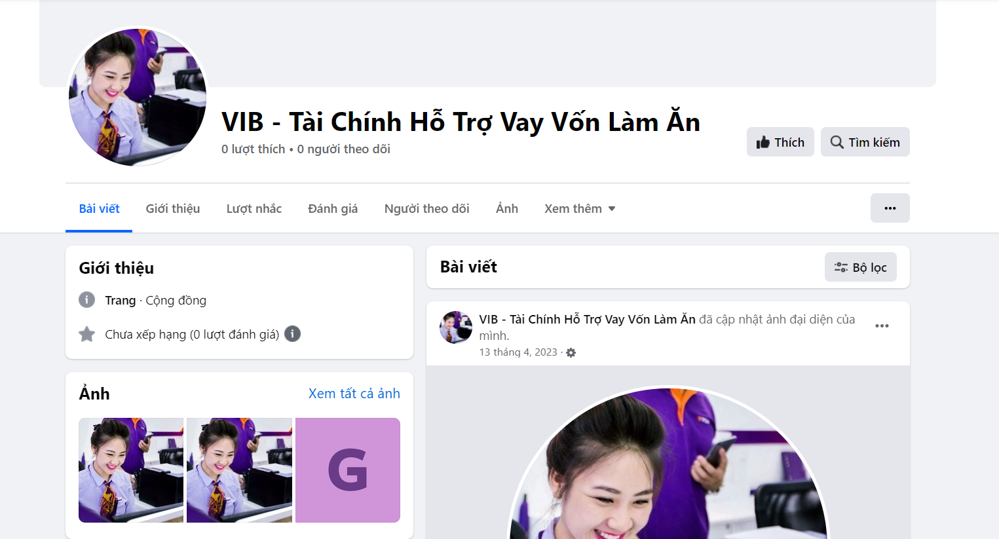 VIB - Tài Chính Hỗ Trợ Vay Vốn Làm Ăn
0 lượt thích • 0 người theo dõi
Thích
Tìm kiếm
Bài viết
Giới thiệu
Lượt nhắc
Đánh giá
Người theo dõi
Ảnh
Xem thêm
Giới thiệu
Trang · Cộng đồng
Chưa xếp hạng (0 lượt đánh giá)
Ảnh
Xem tất cả ảnh
G
Bài viết
Bộ lọc
VIB - Tài Chính Hỗ Trợ Vay Vốn Làm Ăn đã cập nhật ảnh đại diện của
mình.
13 tháng 4, 2023 ·